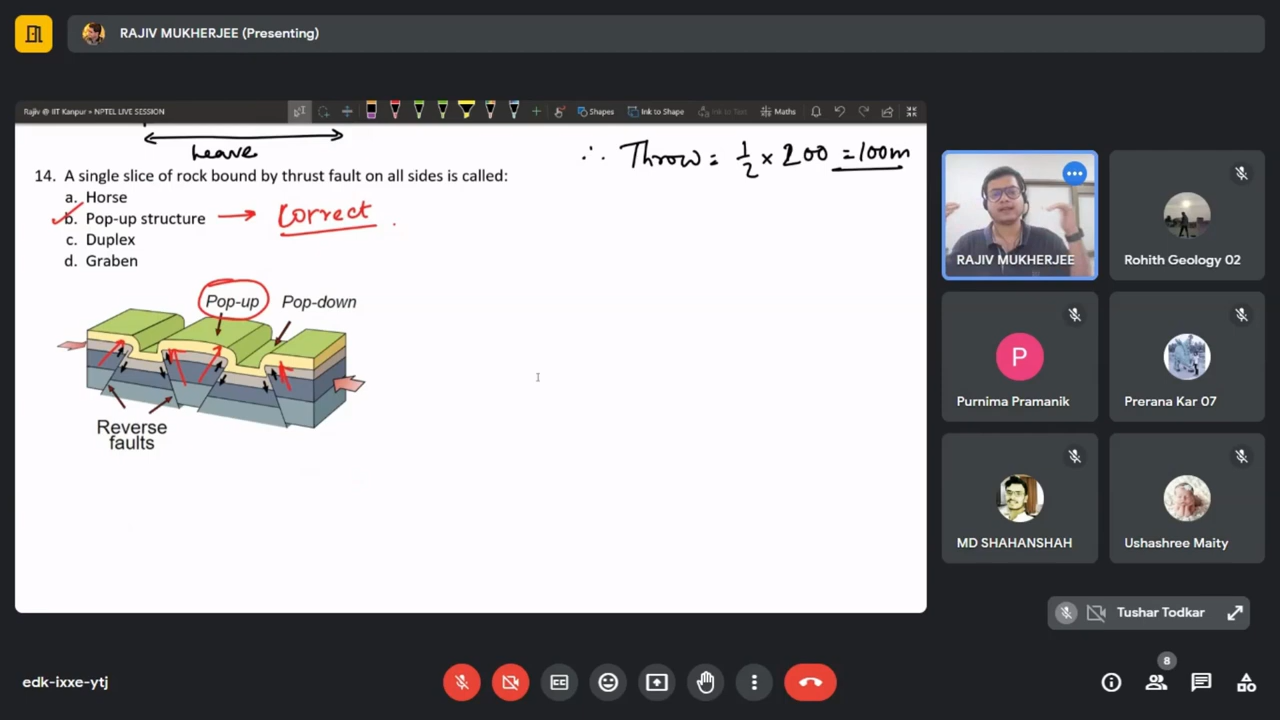 RAJIV MUKHERJEE (Presenting)
Rajiv @ IIT Kanpur = NPTEL LIVE SESSION
Shapes
Ink to Shape
Ink to Text
Maths
Heave
∴ Throw = 1/2 × 200 = 100m
14. A single slice of rock bound by thrust fault on all sides is called:
a. Horse
b. Pop-up structure → Correct.
c. Duplex
d. Graben
Pop-up
Pop-down
Reverse
faults
RAJIV MUKHERJEE
Rohith Geology 02
P
Purnima Pramanik
Prerana Kar 07
MD SHAHANSHAH
Ushashree Maity
Tushar Todkar
edk-ixxe-ytj
8